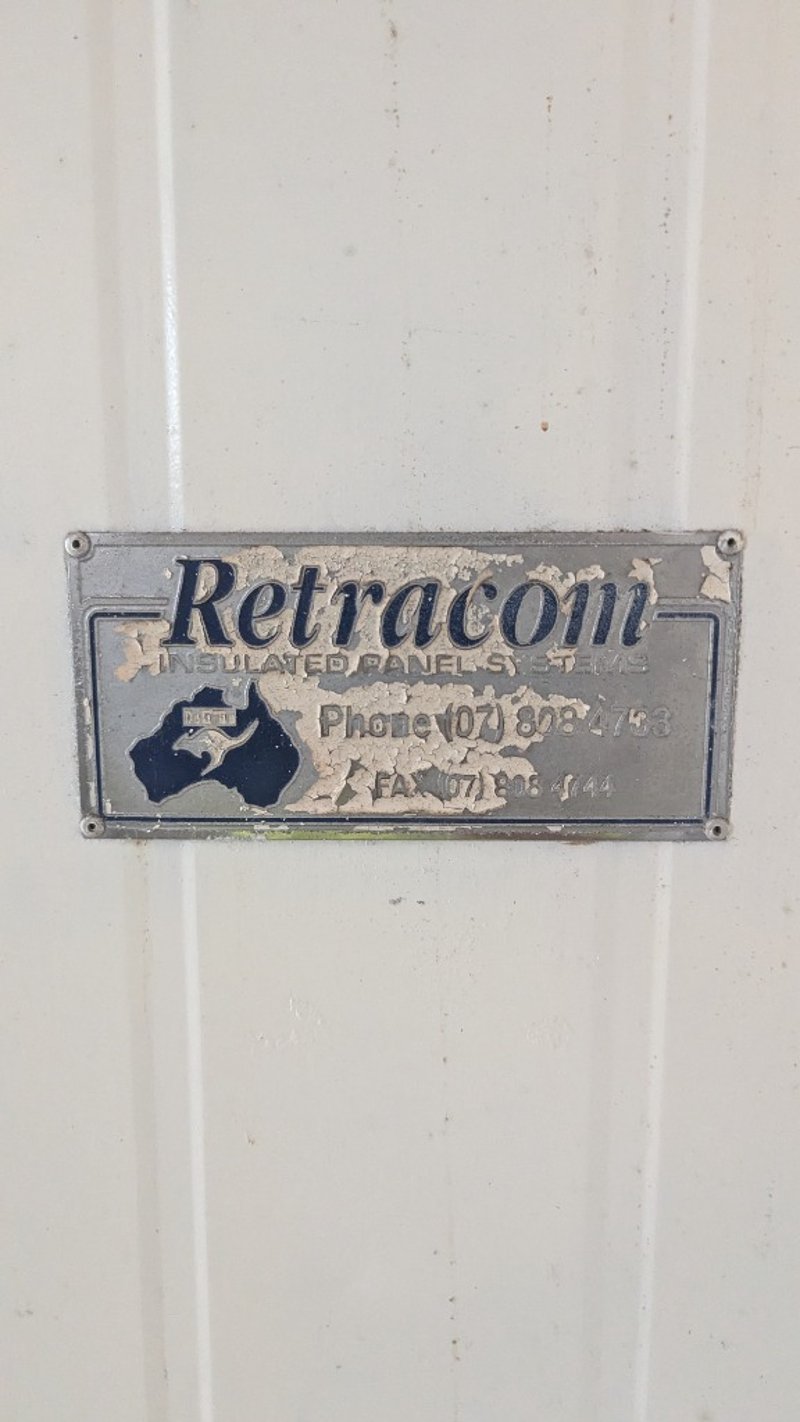 Retracom
INSULATED PANEL SYSTEMS
Phone (07) 808 4733
FAX (07) 808 4744